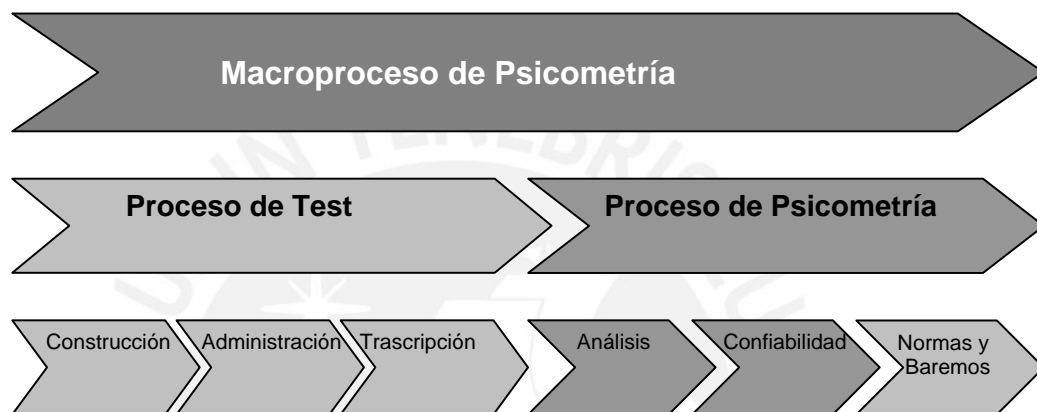 Macroproceso de Psicometría
Proceso de Test
Proceso de Psicometría
Construcción
Administración
Trascripción
Análisis
Confiabilidad
Normas y
Baremos